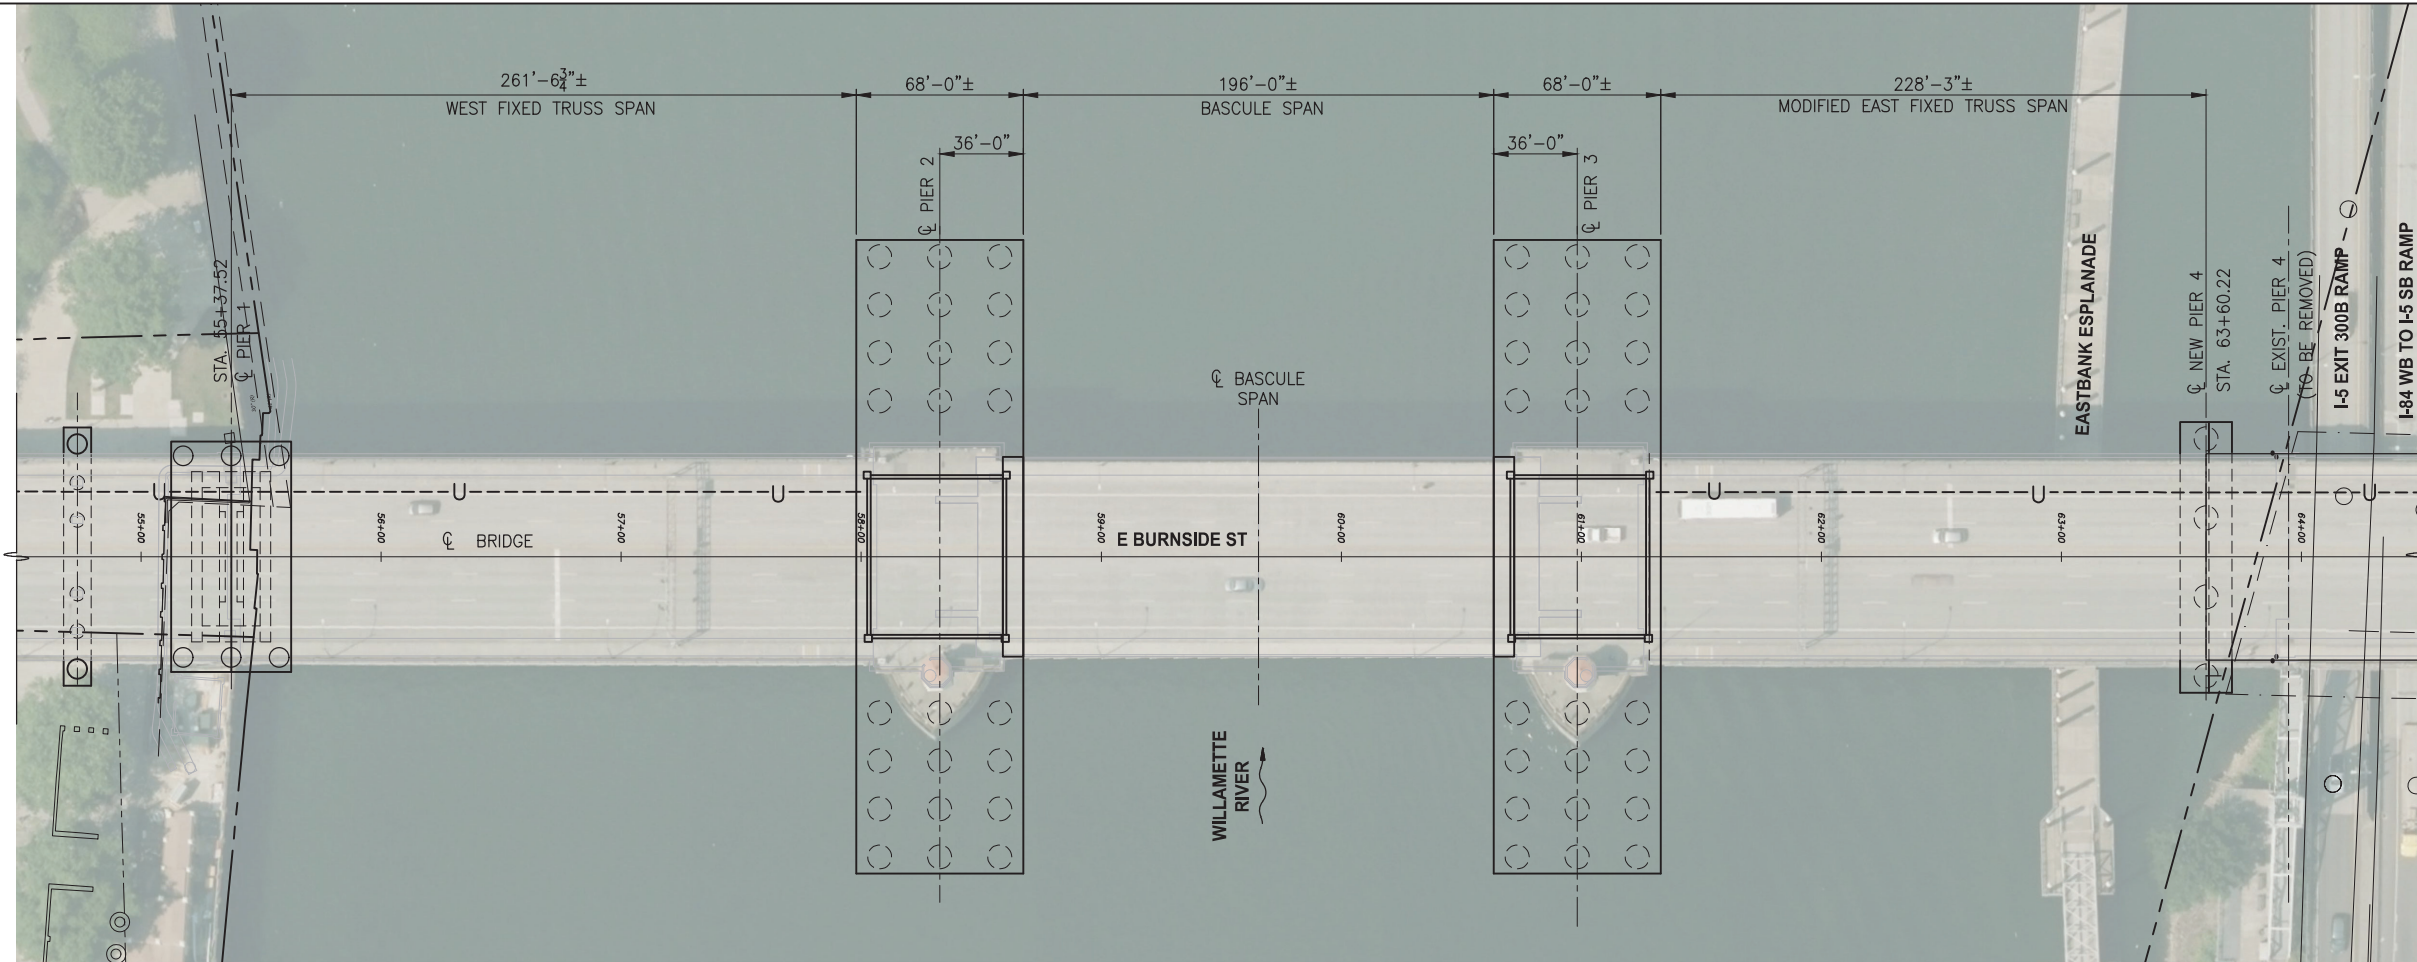 261'-6 3/4"±
WEST FIXED TRUSS SPAN
68'-0"±
196'-0"±
BASCULE SPAN
68'-0"±
228'-3"±
MODIFIED EAST FIXED TRUSS SPAN
36'-0"
36'-0"
℄ PIER 2
℄ PIER 3
STA. 55+37.52
℄ PIER 1
℄ BASCULE
SPAN
EASTBANK ESPLANADE
℄ NEW PIER 4
STA. 63+60.22
℄ EXIST. PIER 4
(TO BE REMOVED)
I-5 EXIT 300B RAMP
I-84 WB TO I-5 SB RAMP
U
U
U
U
U
U
55+00
56+00
57+00
58+00
59+00
60+00
61+00
62+00
63+00
64+00
℄ BRIDGE
E BURNSIDE ST
WILLAMETTE
RIVER